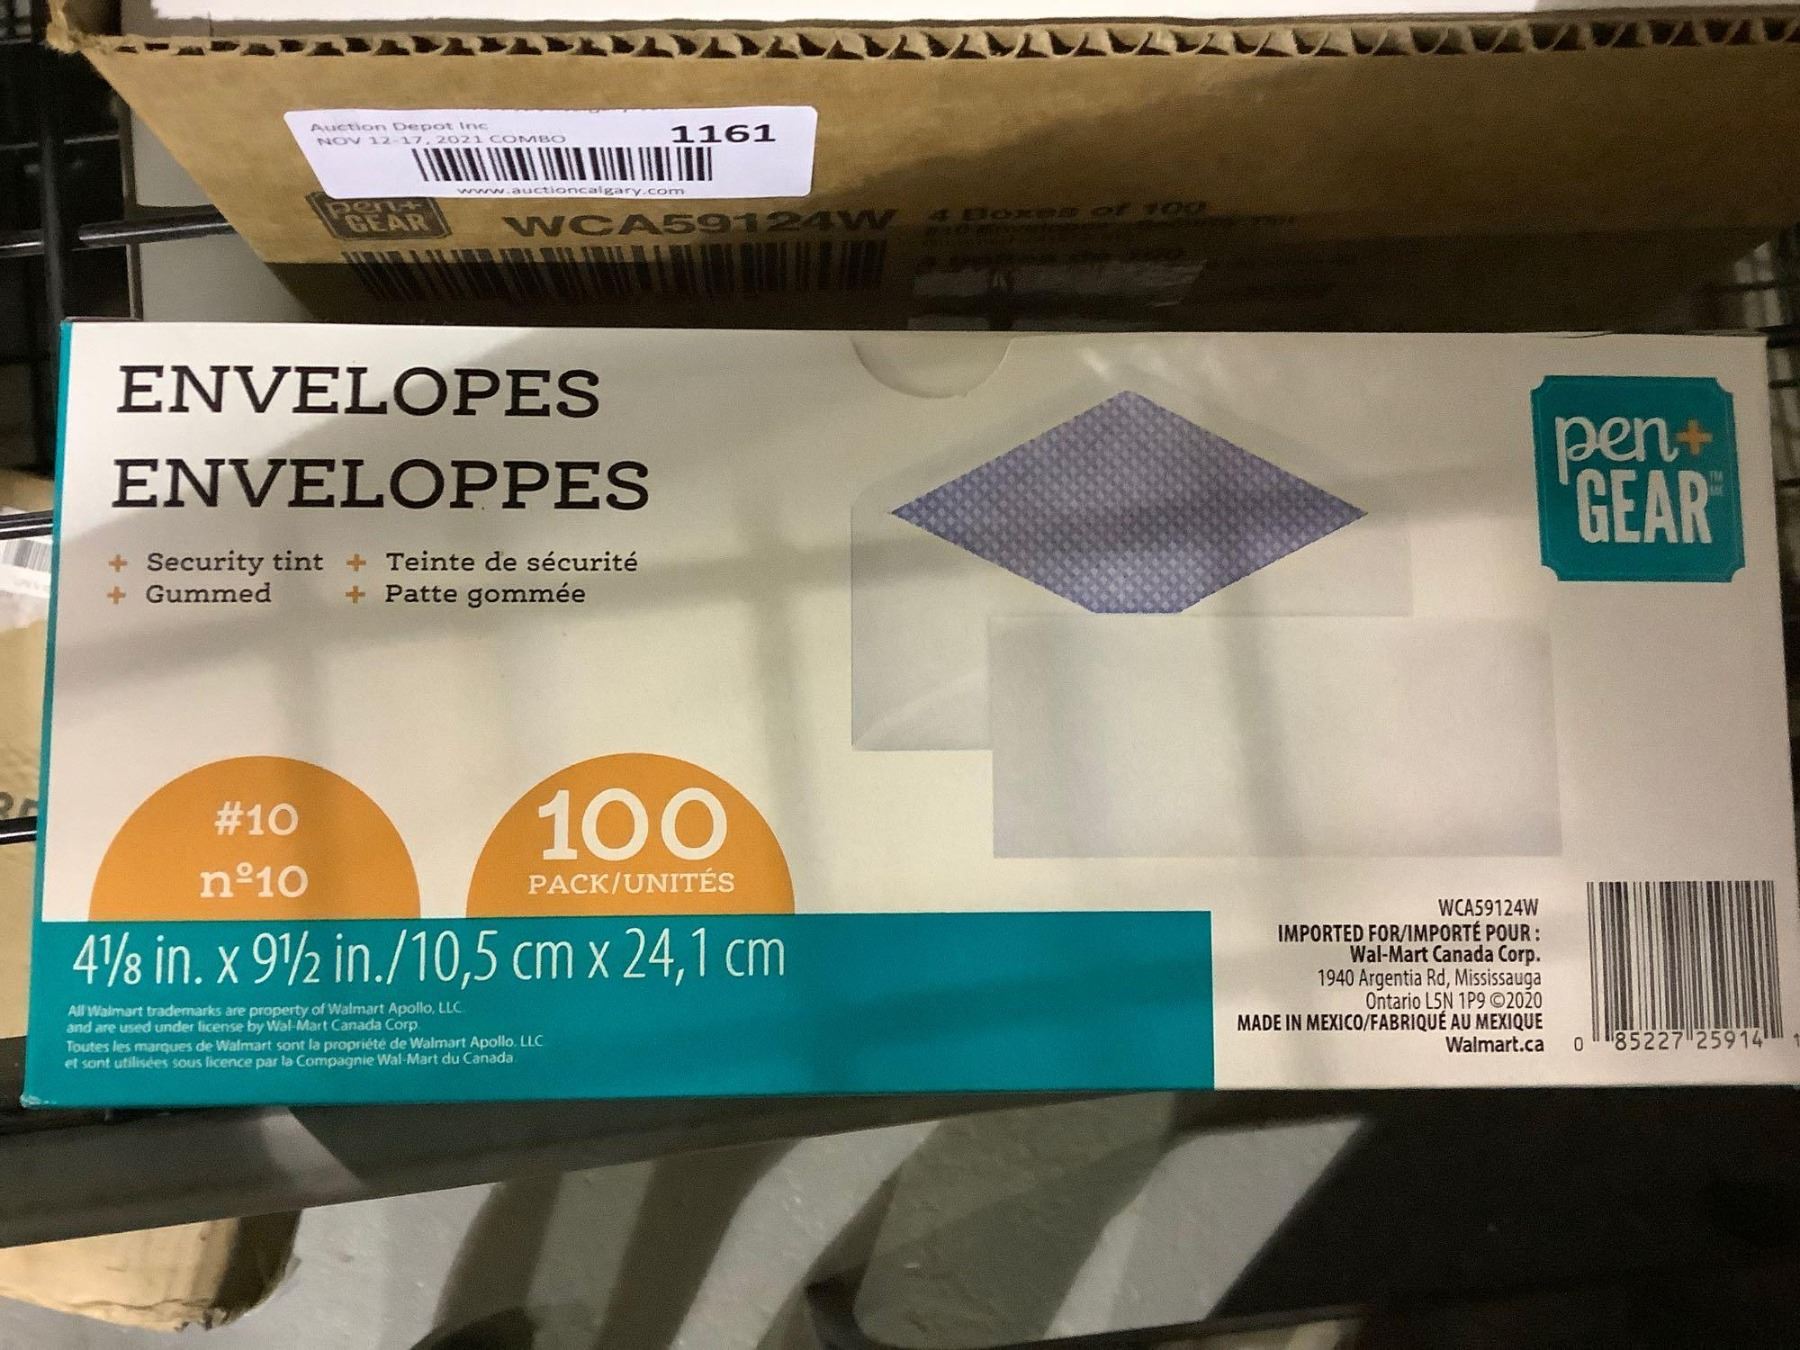 Auction Depot Inc
NOV 12-17, 2021 COMBO
1161
www.auctioncalgary.com
pen+
GEAR
WCA59124W
4 Boxes of 100
ENVELOPES
ENVELOPPES
+ Security tint + Teinte de sécurité
+ Gummed + Patte gommée
pen+
GEAR
#10
nº10
100
PACK/UNITÉS
4⅛ in. x 9½ in./10,5 cm x 24,1 cm
All Walmart trademarks are property of Walmart Apollo, LLC.
and are used under license by Wal-Mart Canada Corp.
Toutes les marques de Walmart sont la propriété de Walmart Apollo. LLC
et sont utilisées sous licence par la Compagnie Wal-Mart du Canada.
WCA59124W
IMPORTED FOR/IMPORTÉ POUR :
Wal-Mart Canada Corp.
1940 Argentia Rd, Mississauga
Ontario L5N 1P9 ©2020
MADE IN MEXICO/FABRIQUÉ AU MEXIQUE
Walmart.ca
0 85227 25914 1